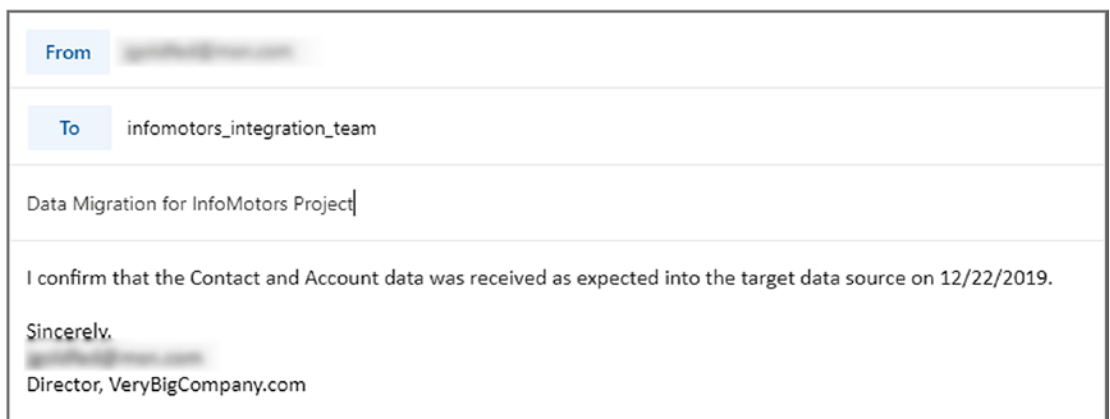 From
To infomotors_integration_team
Data Migration for InfoMotors Project
I confirm that the Contact and Account data was received as expected into the target data source on 12/22/2019.
Sincerely,
Director, VeryBigCompany.com